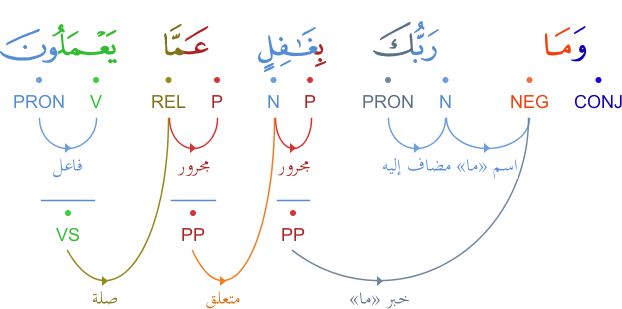 وَمَا رَبُّكَ بِغَـٰفِلٍ عَمَّا يَعْمَلُونَ
CONJ NEG N PRON P N P REL V PRON
اسم «ما» مضاف إليه مجرور مجرور فاعل
PP PP VS
خبر «ما» متعلق صلة